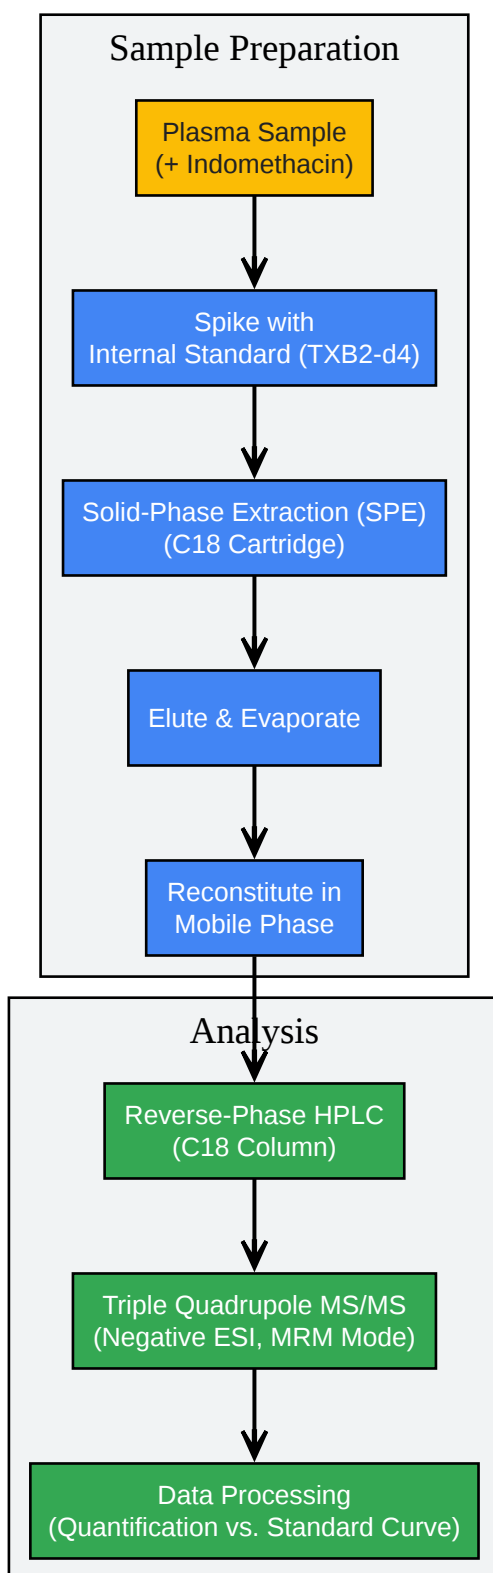 Sample Preparation
Plasma Sample
(+ Indomethacin)
Spike with
Internal Standard (TXB2-d4)
Solid-Phase Extraction (SPE)
(C18 Cartridge)
Elute & Evaporate
Reconstitute in
Mobile Phase
Analysis
Reverse-Phase HPLC
(C18 Column)
Triple Quadrupole MS/MS
(Negative ESI, MRM Mode)
Data Processing
(Quantification vs. Standard Curve)